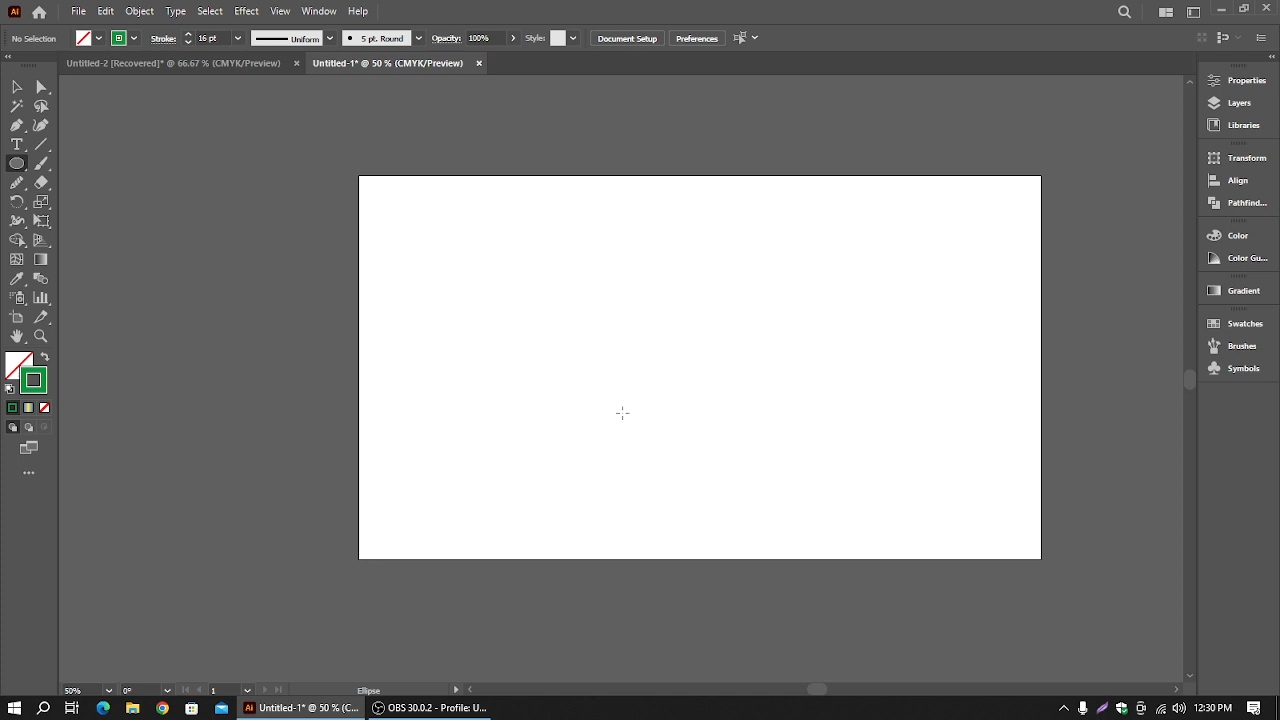 Ai File Edit Object Type Select Effect View Window Help
No Selection Stroke: 16 pt Uniform 5 pt. Round Opacity: 100% Style: Document Setup Preferences
Untitled-2 [Recovered]* @ 66.67 % (CMYK/Preview) Untitled-1* @ 50 % (CMYK/Preview)
Properties
Layers
Libraries
Transform
Align
Pathfind...
Color
Color Gu...
Gradient
Swatches
Brushes
Symbols
50% 0° 1 Ellipse
Ai Untitled-1* @ 50 % (C... OBS 30.0.2 - Profile: U... 12:30 PM